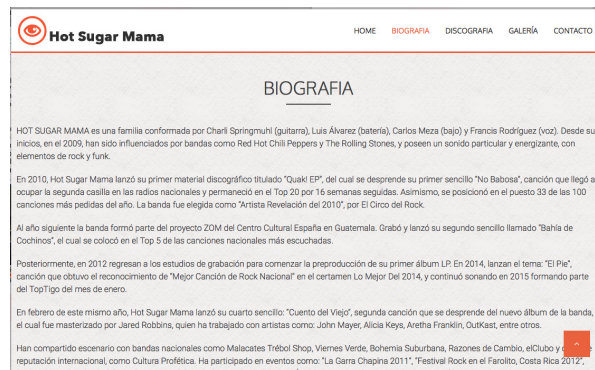 Hot Sugar Mama
HOME BIOGRAFIA DISCOGRAFIA GALERÍA CONTACTO
BIOGRAFIA
HOT SUGAR MAMA es una familia conformada por Charli Springmuhl (guitarra), Luis Álvarez (batería), Carlos Meza (bajo) y Francis Rodríguez (voz). Desde su
inicios, en el 2009, han sido influenciados por bandas como Red Hot Chili Peppers y The Rolling Stones, y poseen un sonido particular y energizante, con
elementos de rock y funk.
En 2010, Hot Sugar Mama lanzó su primer material discográfico titulado "Quak! EP", del cual se desprende su primer sencillo "No Babosa", canción que llegó a
ocupar la segunda casilla en las radios nacionales y permaneció en el Top 20 por 16 semanas seguidas. Asimismo, se posicionó en el puesto 33 de las 100
canciones más pedidas del año. La banda fue elegida como "Artista Revelación del 2010", por El Circo del Rock.
Al año siguiente la banda formó parte del proyecto ZOM del Centro Cultural España en Guatemala. Grabó y lanzó su segundo sencillo llamado "Bahía de
Cochinos", el cual se colocó en el Top 5 de las canciones nacionales más escuchadas.
Posteriormente, en 2012 regresan a los estudios de grabación para comenzar la preproducción de su primer álbum LP. En 2014, lanzan el tema: "El Pie",
canción que obtuvo el reconocimiento de "Mejor Canción de Rock Nacional" en el certamen Lo Mejor Del 2014, y continuó sonando en 2015 formando parte
del TopTigo del mes de enero.
En febrero de este mismo año, Hot Sugar Mama lanzó su cuarto sencillo: "Cuento del Viejo", segunda canción que se desprende del nuevo álbum de la banda,
el cual fue masterizado por Jared Robbins, quien ha trabajado con artistas como: John Mayer, Alicia Keys, Aretha Franklin, OutKast, entre otros.
Han compartido escenario con bandas nacionales como Malacates Trébol Shop, Viernes Verde, Bohemia Suburbana, Razones de Cambio, elClubo y
reputación internacional, como Cultura Profética. Ha participado en eventos como: "La Garra Chapina 2011", "Festival Rock en el Farolito, Costa Rica 2012",